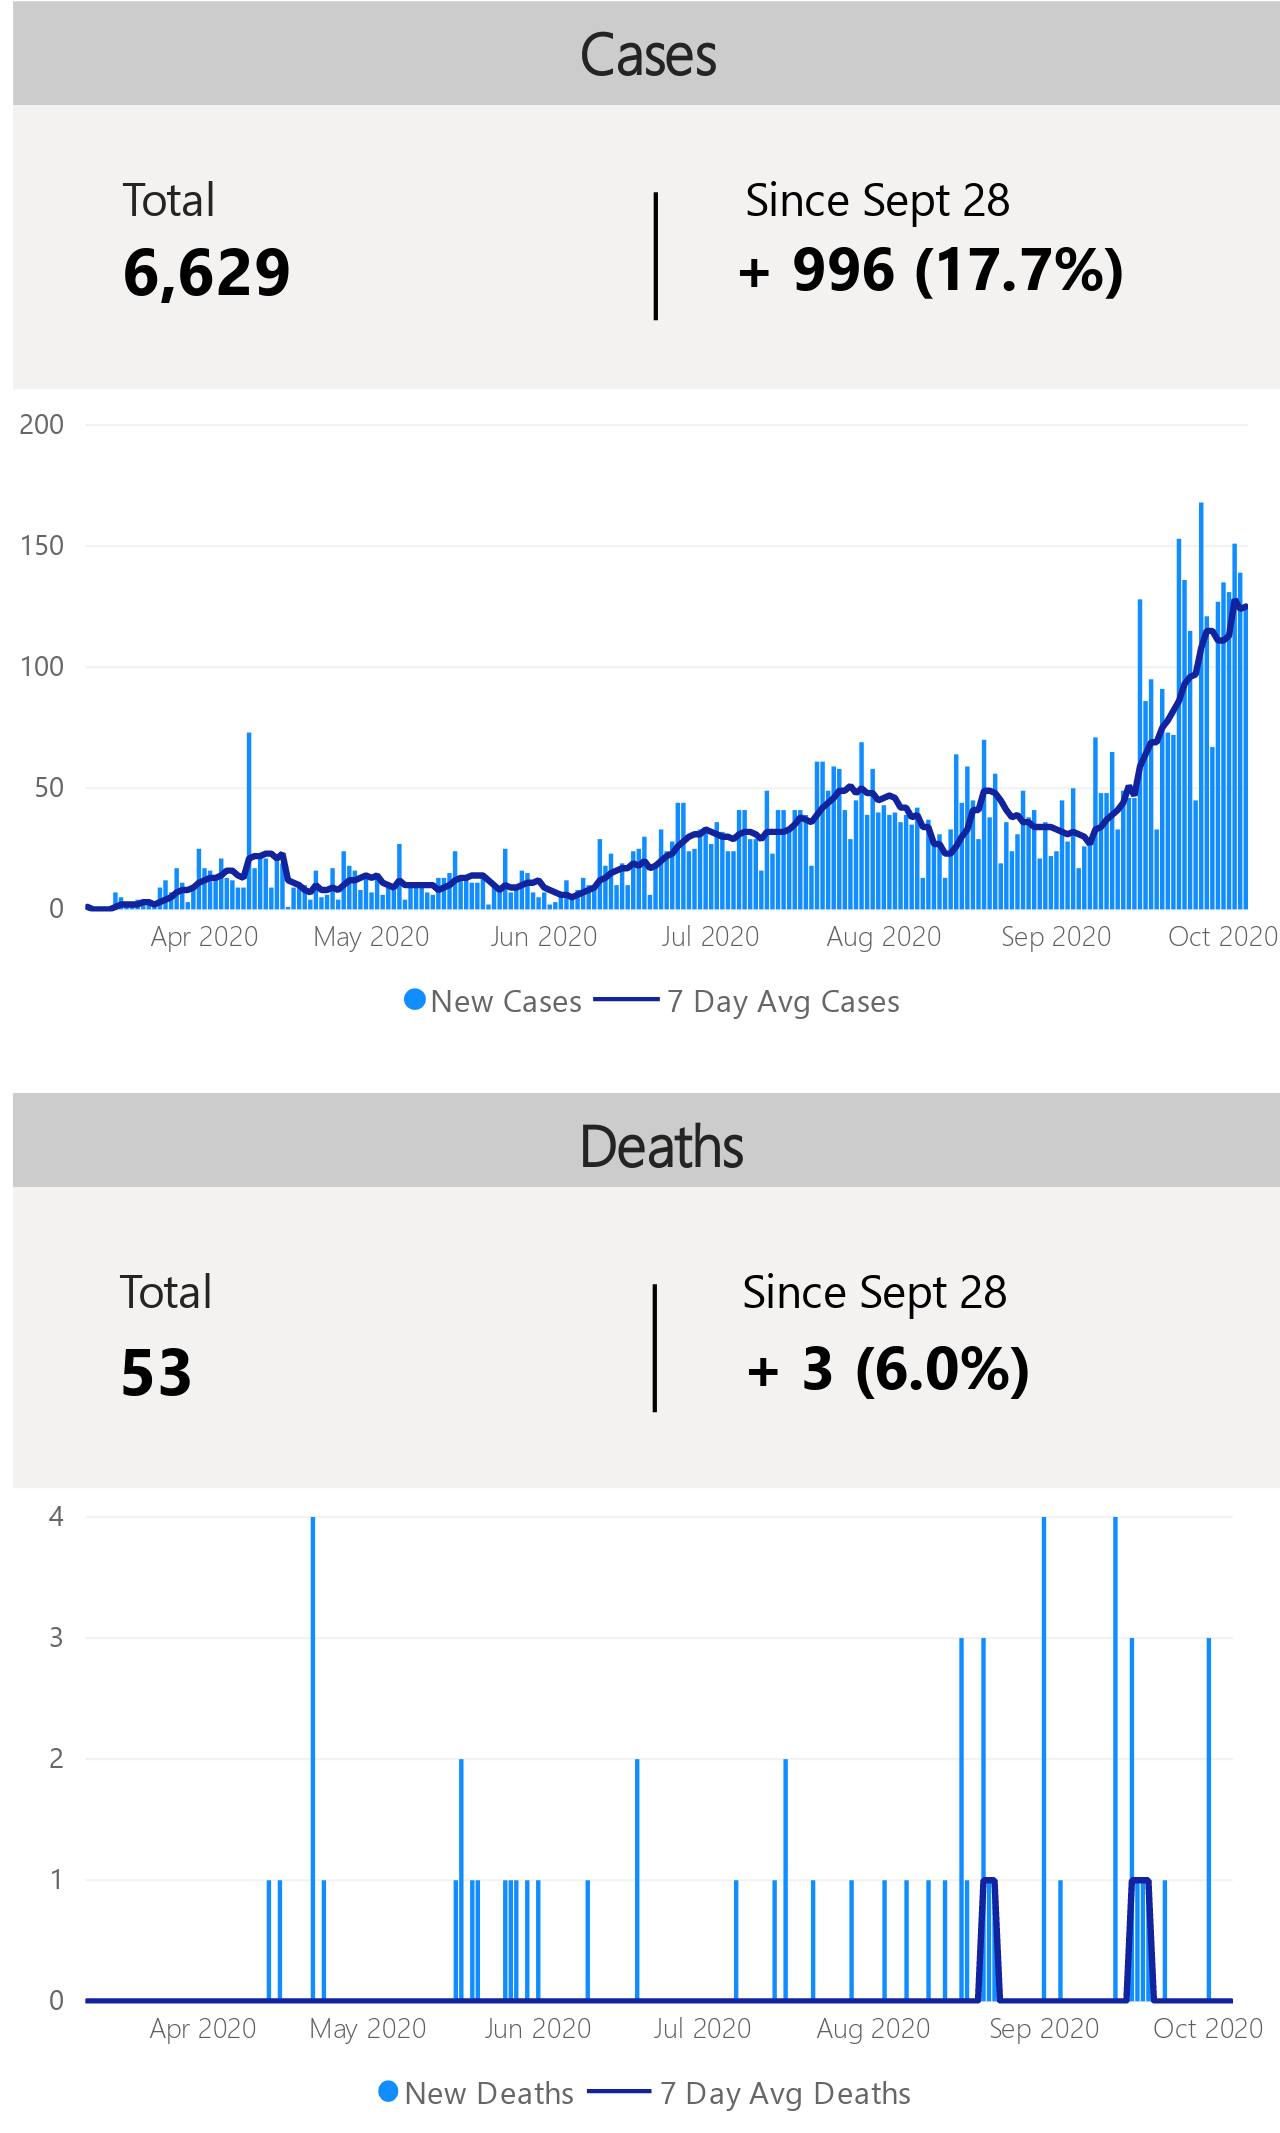 Cases
Total
Since Sept 28
6,629
+ 996 (17.7%)
200
150
100
50
0
Apr 2020 May 2020 Jun 2020 Jul 2020 Aug 2020 Sep 2020 Oct 2020
New Cases 7 Day Avg Cases
Deaths
Total
Since Sept 28
53
+ 3 (6.0%)
4
3
2
1
0
Apr 2020 May 2020 Jun 2020 Jul 2020 Aug 2020 Sep 2020 Oct 2020
New Deaths 7 Day Avg Deaths